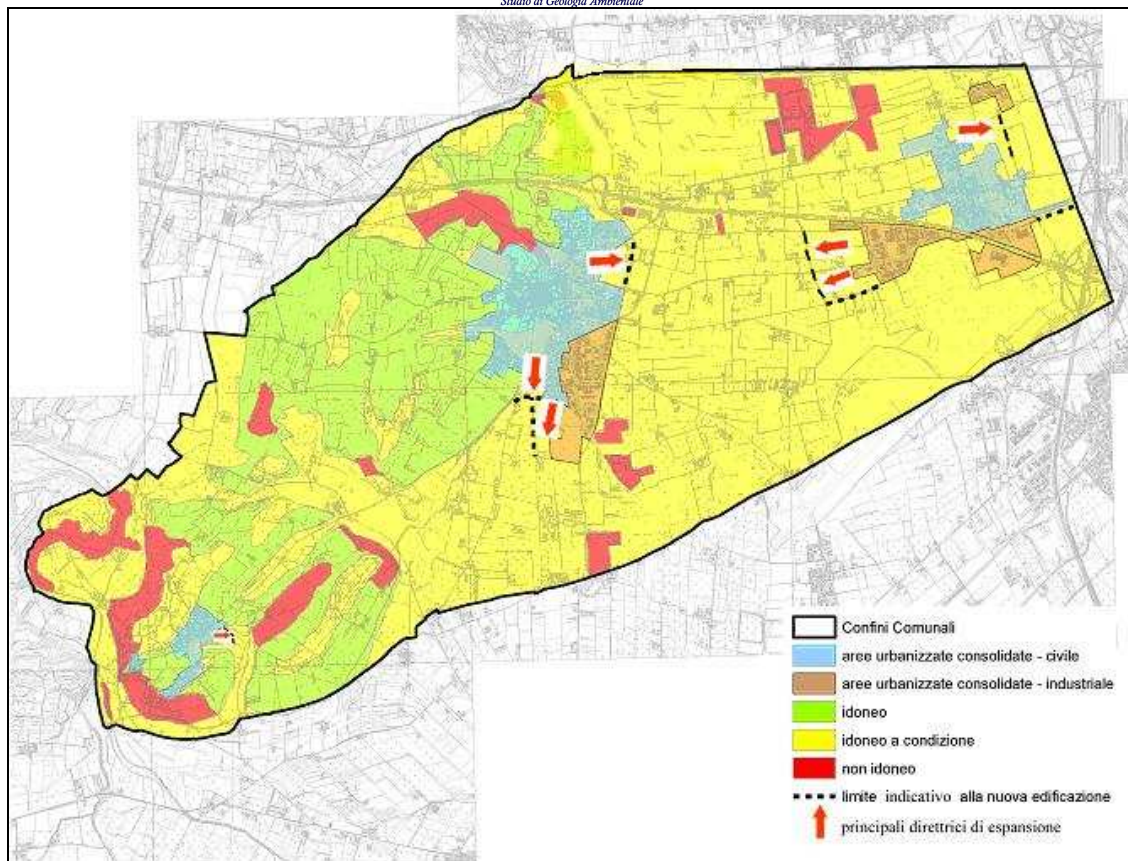 Studio di Geologia Ambientale
Confini Comunali
aree urbanizzate consolidate - civile
aree urbanizzate consolidate - industriale
idoneo
idoneo a condizione
non idoneo
limite indicativo alla nuova edificazione
principali direttrici di espansione